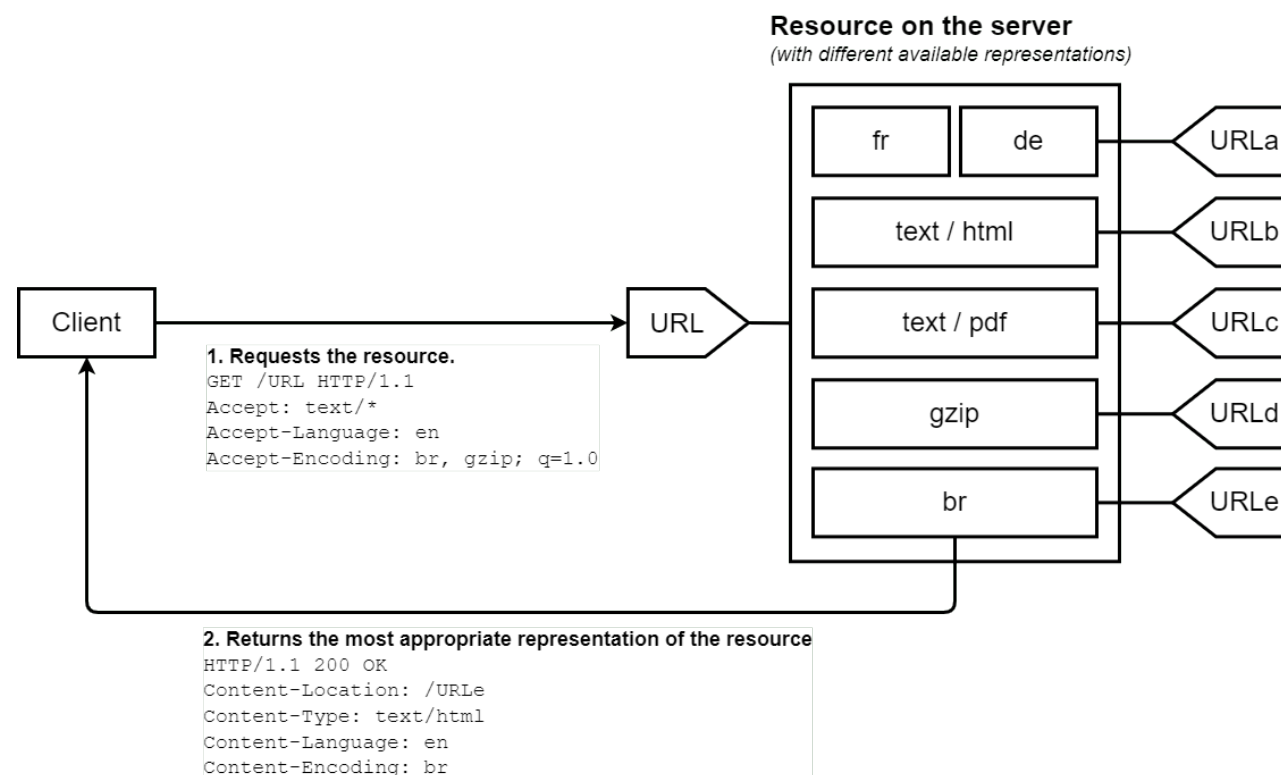 Resource on the server
(with different available representations)
fr
de
URLa
text / html
URLb
Client
URL
text / pdf
URLc
1. Requests the resource.
GET /URL HTTP/1.1
Accept: text/*
Accept-Language: en
Accept-Encoding: br, gzip; q=1.0
gzip
URLd
br
URLe
2. Returns the most appropriate representation of the resource
HTTP/1.1 200 OK
Content-Location: /URLe
Content-Type: text/html
Content-Language: en
Content-Encoding: br